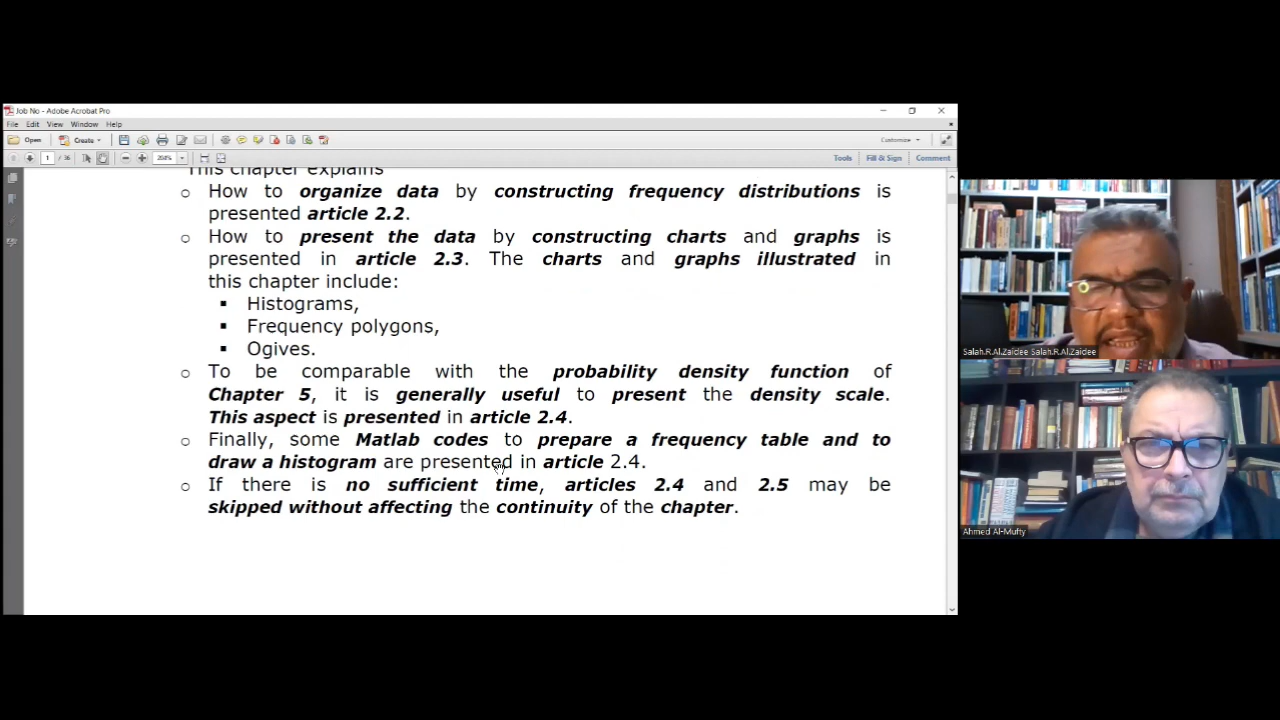 Job No - Adobe Acrobat Pro
File Edit View Window Help
Open Create Customize
1 / 36 204% Tools Fill & Sign Comment
This chapter explains
o How to organize data by constructing frequency distributions is
presented article 2.2.
o How to present the data by constructing charts and graphs is
presented in article 2.3. The charts and graphs illustrated in
this chapter include:
▪ Histograms,
▪ Frequency polygons,
▪ Ogives.
o To be comparable with the probability density function of
Chapter 5, it is generally useful to present the density scale.
This aspect is presented in article 2.4.
o Finally, some Matlab codes to prepare a frequency table and to
draw a histogram are presented in article 2.4.
o If there is no sufficient time, articles 2.4 and 2.5 may be
skipped without affecting the continuity of the chapter.
Salah.R.Al.Zaidee Salah.R.Al.Zaidee
Ahmed Al-Mufty